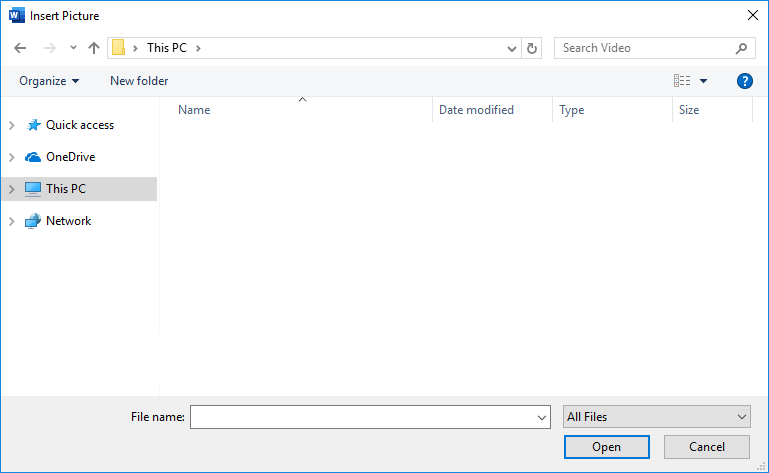 Insert Picture
This PC
Search Video
Organize
New folder
Name
Date modified
Type
Size
Quick access
OneDrive
This PC
Network
File name:
All Files
Open
Cancel